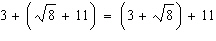 3 + (√8 + 11) = (3 + √8) + 11